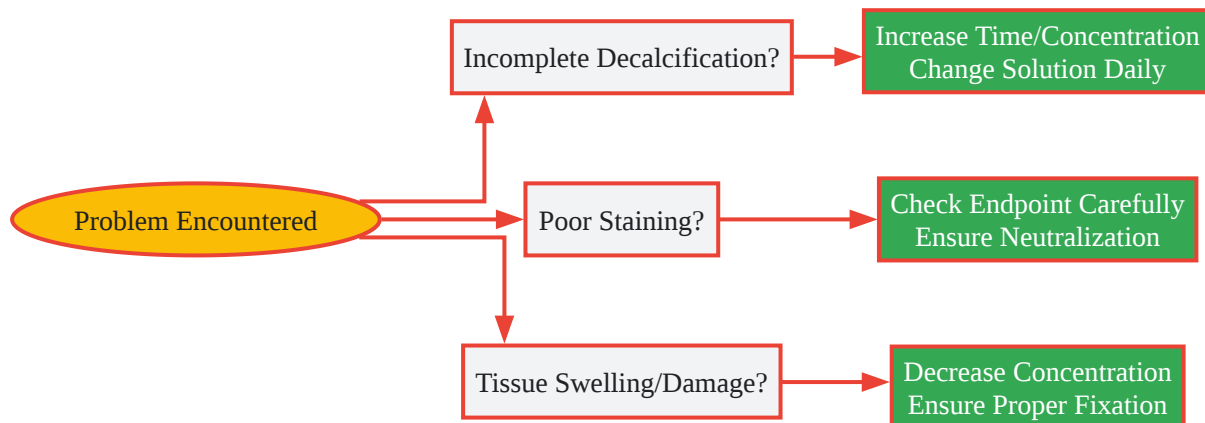 Problem Encountered
Incomplete Decalcification?
Increase Time/Concentration
Change Solution Daily
Poor Staining?
Check Endpoint Carefully
Ensure Neutralization
Tissue Swelling/Damage?
Decrease Concentration
Ensure Proper Fixation